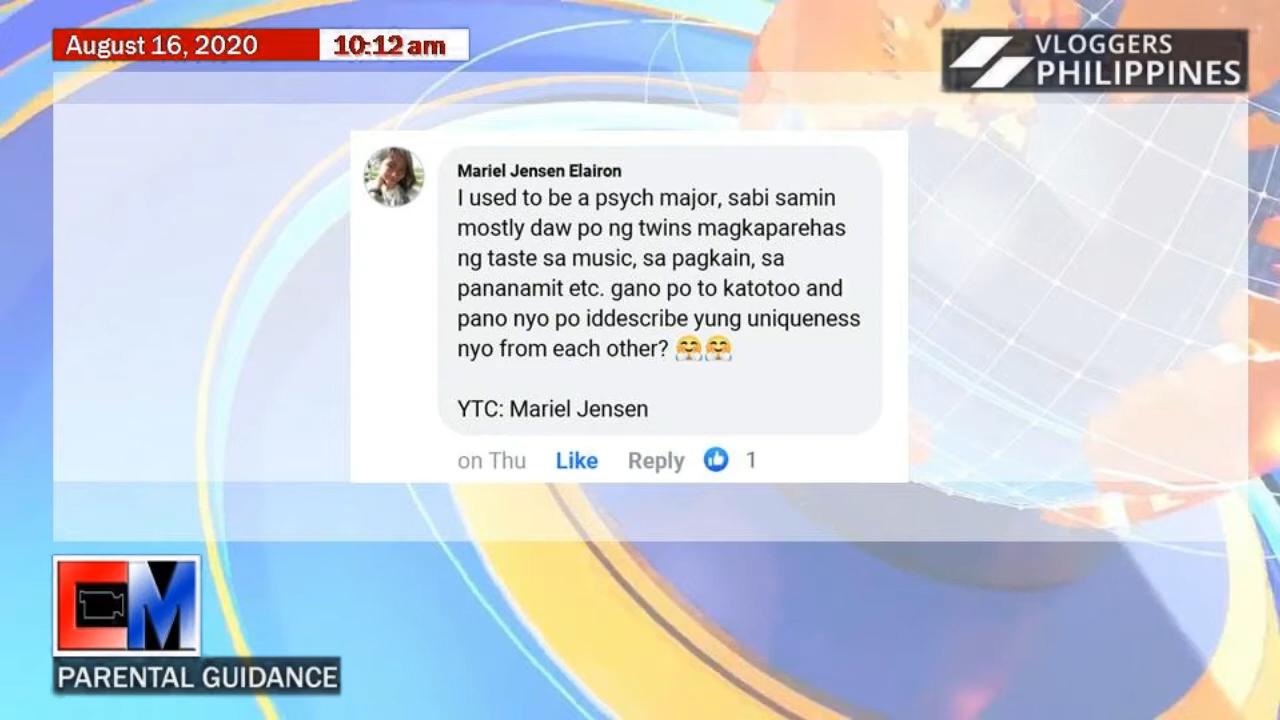 August 16, 2020
10:12 am
VLOGGERS
PHILIPPINES
Mariel Jensen Elairon
I used to be a psych major, sabi samin
mostly daw po ng twins magkaparehas
ng taste sa music, sa pagkain, sa
pananamit etc. gano po to katotoo and
pano nyo po iddescribe yung uniqueness
nyo from each other? 🤗🤗
YTC: Mariel Jensen
on Thu Like Reply 1
CM
PARENTAL GUIDANCE